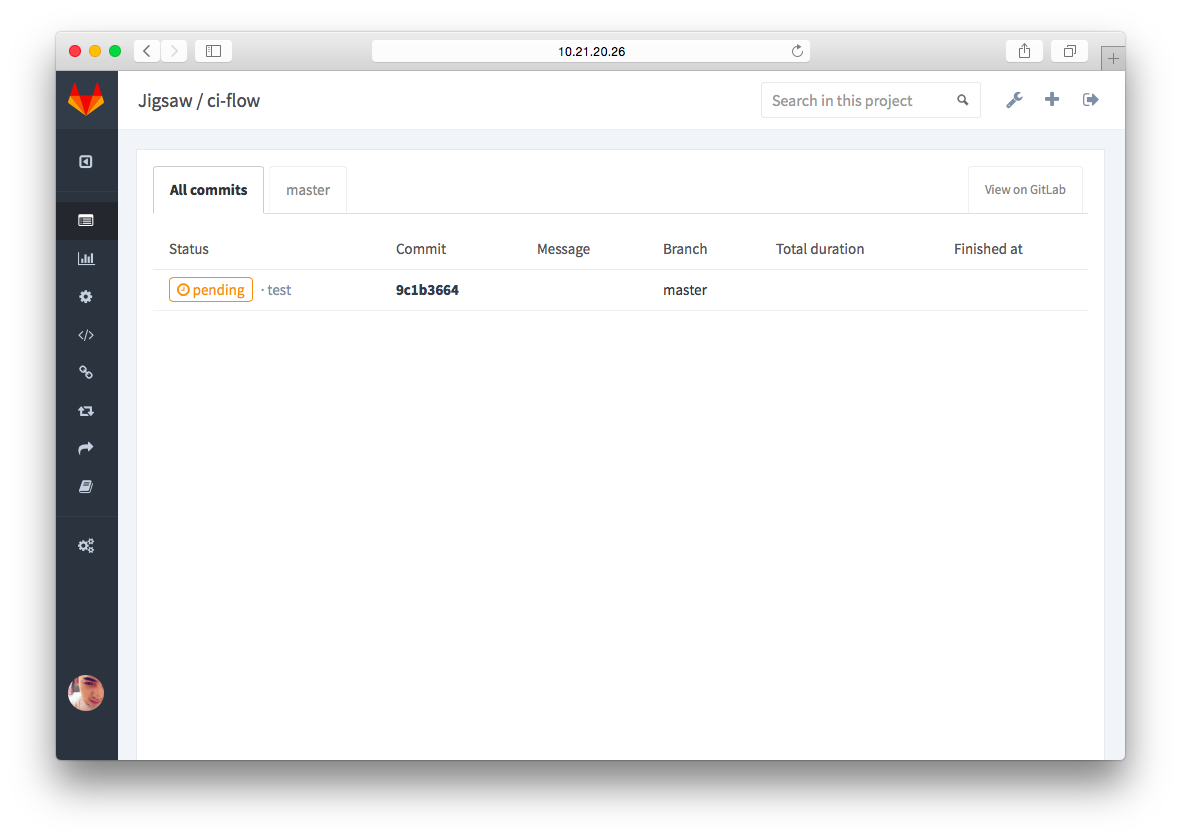 10.21.20.26
Jigsaw / ci-flow
Search in this project
All commits
master
View on GitLab
Status Commit Message Branch Total duration Finished at
pending · test 9c1b3664 master